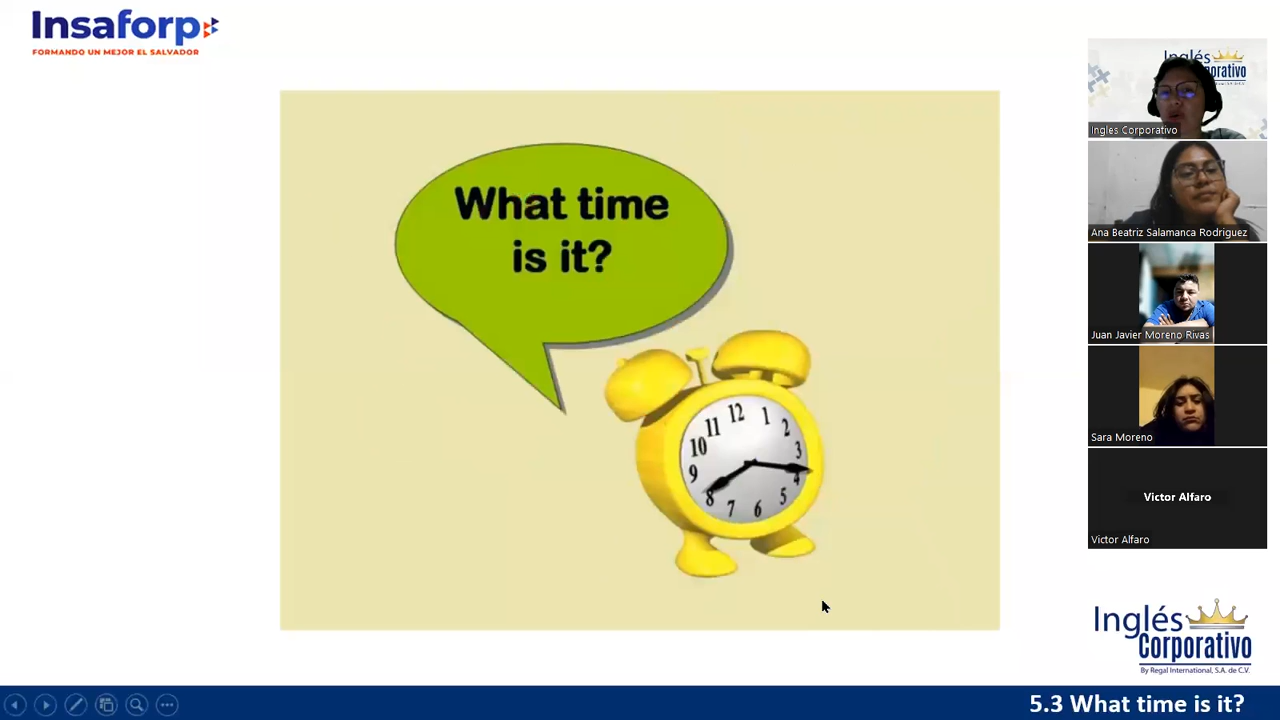 Insaforp
FORMANDO UN MEJOR EL SALVADOR
What time
is it?
12
1
2
3
4
5
6
7
8
9
10
11
Inglés
orativo
Ingles Corporativo
Ana Beatriz Salamanca Rodriguez
Juan Javier Moreno Rivas
Sara Moreno
Victor Alfaro
Victor Alfaro
Inglés
Corporativo
By Regal International, S.A. de C.V.
5.3 What time is it?